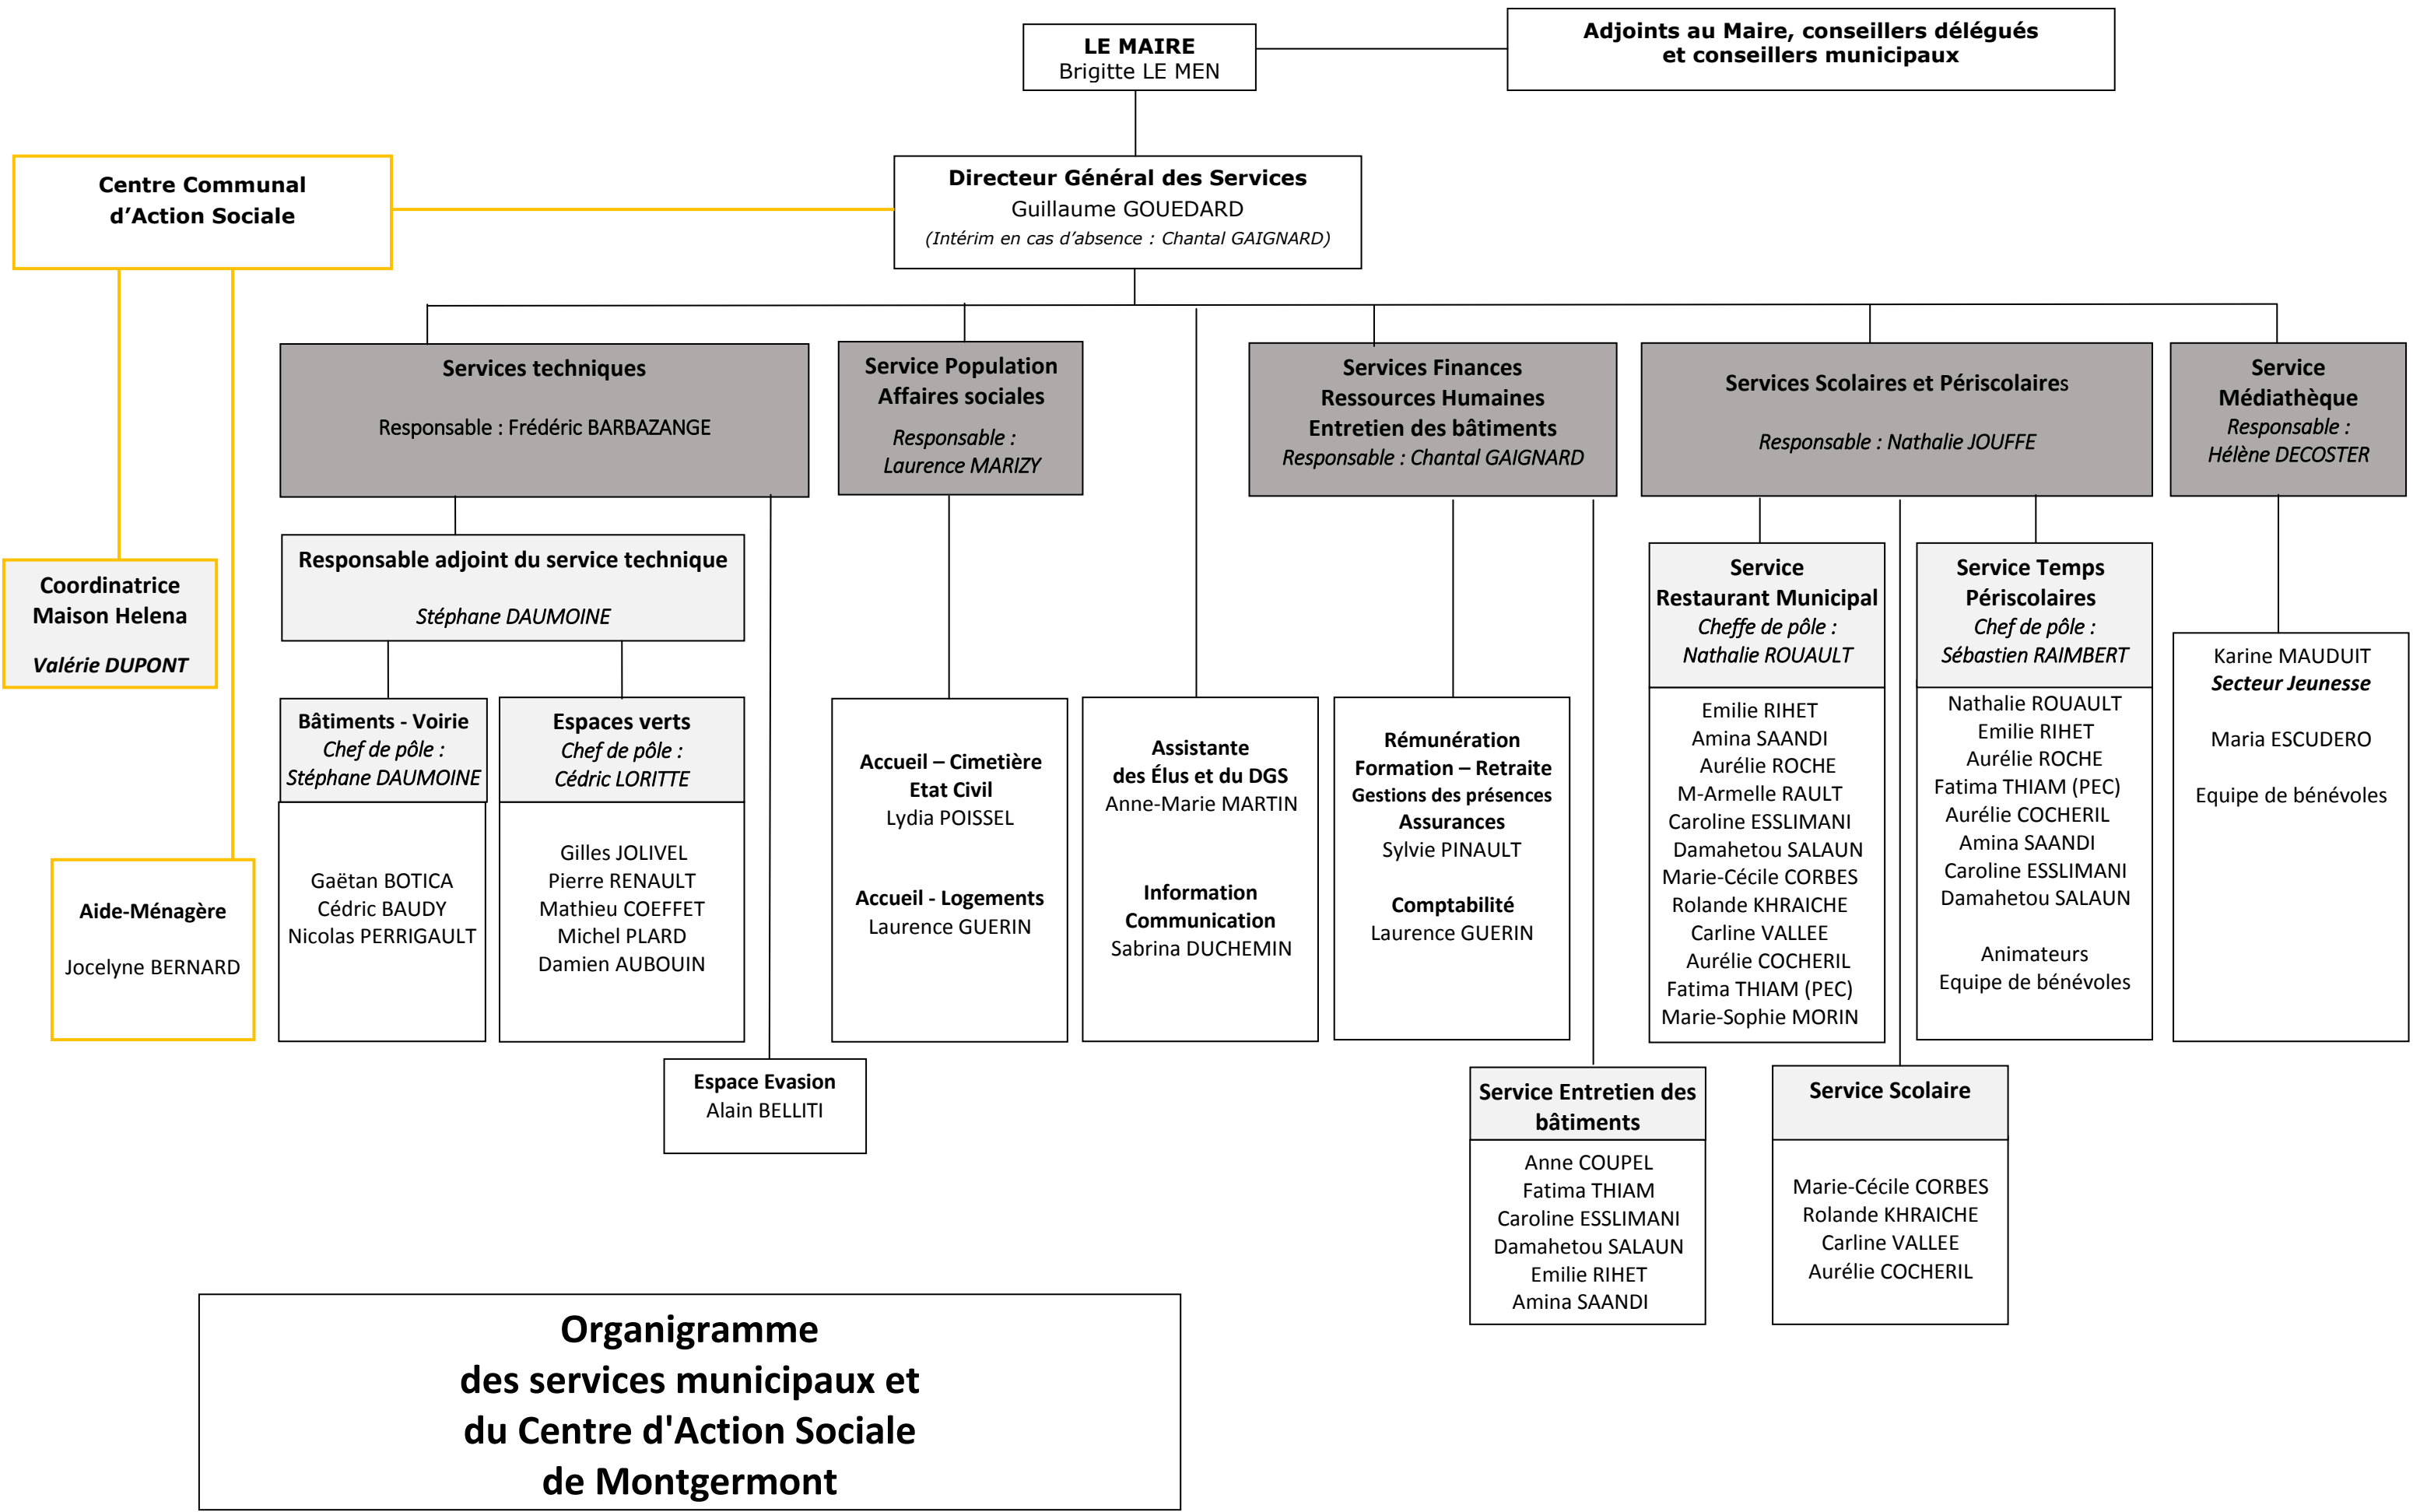 LE MAIRE
Brigitte LE MEN
Adjoints au Maire, conseillers délégués
et conseillers municipaux
Centre Communal
d’Action Sociale
Directeur Général des Services
Guillaume GOUEDARD
(Intérim en cas d’absence : Chantal GAIGNARD)
Services techniques
Responsable : Frédéric BARBAZANGE
Service Population
Affaires sociales
Responsable :
Laurence MARIZY
Services Finances
Ressources Humaines
Entretien des bâtiments
Responsable : Chantal GAIGNARD
Services Scolaires et Périscolaires
Responsable : Nathalie JOUFFE
Service
Médiathèque
Responsable :
Hélène DECOSTER
Coordinatrice
Maison Helena
Valérie DUPONT
Responsable adjoint du service technique
Stéphane DAUMOINE
Service
Restaurant Municipal
Cheffe de pôle :
Nathalie ROUAULT
Service Temps
Périscolaires
Chef de pôle :
Sébastien RAIMBERT
Karine MAUDUIT
Secteur Jeunesse
Maria ESCUDERO
Equipe de bénévoles
Bâtiments - Voirie
Chef de pôle :
Stéphane DAUMOINE
Gaëtan BOTICA
Cédric BAUDY
Nicolas PERRIGAULT
Espaces verts
Chef de pôle :
Cédric LORITTE
Gilles JOLIVEL
Pierre RENAULT
Mathieu COEFFET
Michel PLARD
Damien AUBOUIN
Accueil – Cimetière
Etat Civil
Lydia POISSEL
Accueil - Logements
Laurence GUERIN
Assistante
des Élus et du DGS
Anne-Marie MARTIN
Information
Communication
Sabrina DUCHEMIN
Rémunération
Formation – Retraite
Gestions des présences
Assurances
Sylvie PINAULT
Comptabilité
Laurence GUERIN
Emilie RIHET
Amina SAANDI
Aurélie ROCHE
M-Armelle RAULT
Caroline ESSLIMANI
Damahetou SALAUN
Marie-Cécile CORBES
Rolande KHRAICHE
Carline VALLEE
Aurélie COCHERIL
Fatima THIAM (PEC)
Marie-Sophie MORIN
Nathalie ROUAULT
Emilie RIHET
Aurélie ROCHE
Fatima THIAM (PEC)
Aurélie COCHERIL
Amina SAANDI
Caroline ESSLIMANI
Damahetou SALAUN
Animateurs
Equipe de bénévoles
Aide-Ménagère
Jocelyne BERNARD
Espace Evasion
Alain BELLITI
Service Entretien des
bâtiments
Anne COUPEL
Fatima THIAM
Caroline ESSLIMANI
Damahetou SALAUN
Emilie RIHET
Amina SAANDI
Service Scolaire
Marie-Cécile CORBES
Rolande KHRAICHE
Carline VALLEE
Aurélie COCHERIL
Organigramme
des services municipaux et
du Centre d'Action Sociale
de Montgermont